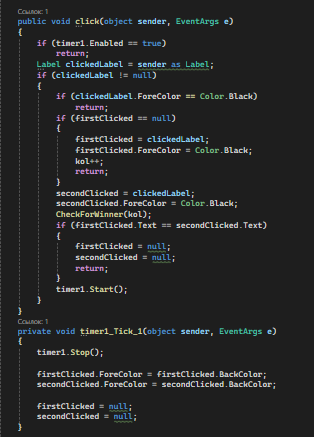 Ссылок: 1
public void click(object sender, EventArgs e)
{
if (timer1.Enabled == true)
return;
Label clickedLabel = sender as Label;
if (clickedLabel != null)
{
if (clickedLabel.ForeColor == Color.Black)
return;
if (firstClicked == null)
{
firstClicked = clickedLabel;
firstClicked.ForeColor = Color.Black;
kol++;
return;
}
secondClicked = clickedLabel;
secondClicked.ForeColor = Color.Black;
CheckForWinner(kol);
if (firstClicked.Text == secondClicked.Text)
{
firstClicked = null;
secondClicked = null;
return;
}
timer1.Start();
}
}
Ссылок: 1
private void timer1_Tick_1(object sender, EventArgs e)
{
timer1.Stop();
firstClicked.ForeColor = firstClicked.BackColor;
secondClicked.ForeColor = secondClicked.BackColor;
firstClicked = null;
secondClicked = null;
}